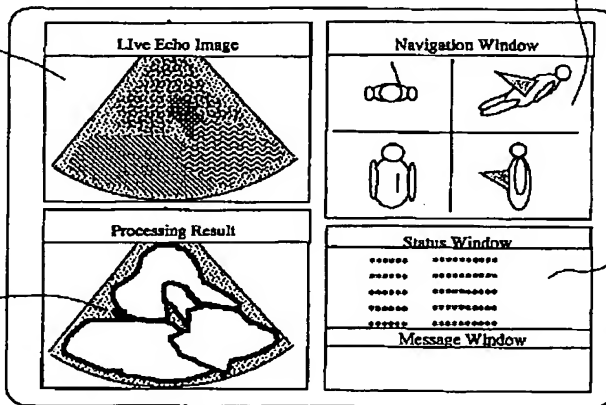 LIve Echo Image
Navigation Window
Processing Result
Status Window
Message Window